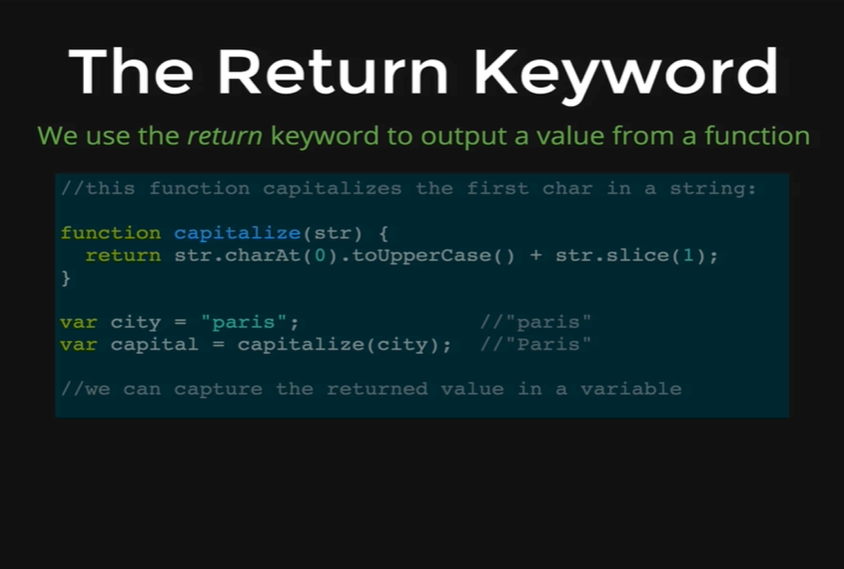 The Return Keyword
We use the return keyword to output a value from a function
//this function capitalizes the first char in a string:
function capitalize(str) {
  return str.charAt(0).toUpperCase() + str.slice(1);
}
var city = "paris";              //"paris"
var capital = capitalize(city);  //"Paris"
//we can capture the returned value in a variable